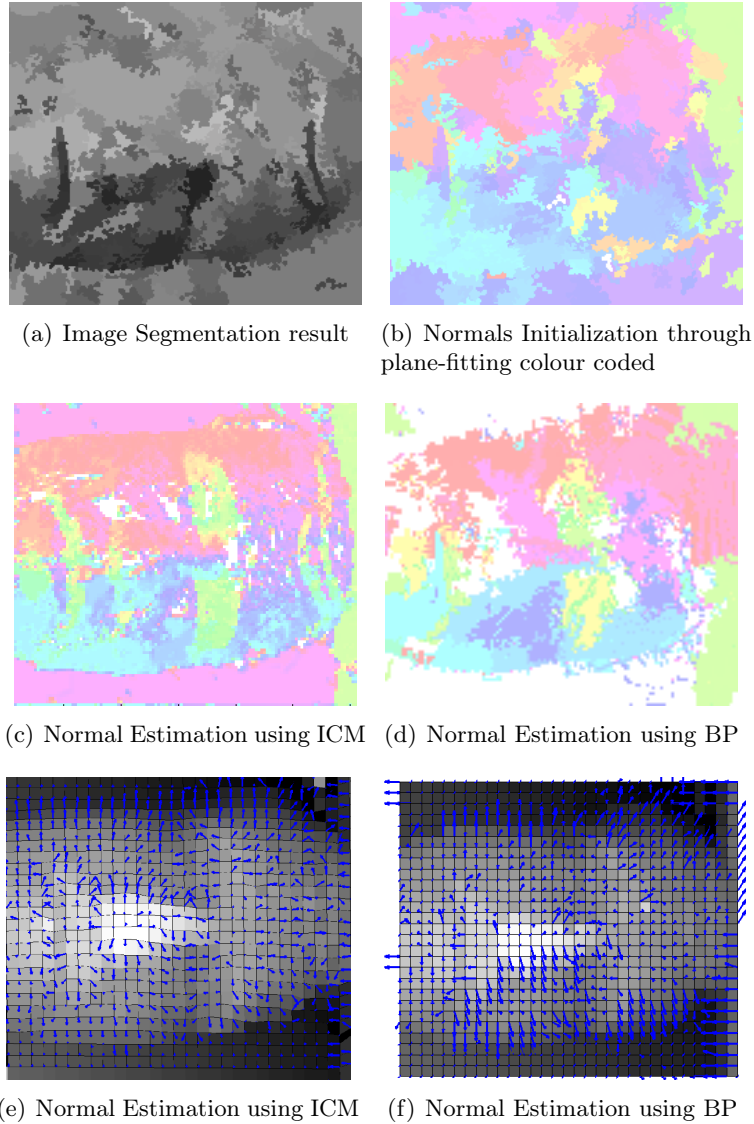 (a) Image Segmentation result
(b) Normals Initialization through
plane-fitting colour coded
(c) Normal Estimation using ICM
(d) Normal Estimation using BP
(e) Normal Estimation using ICM
(f) Normal Estimation using BP